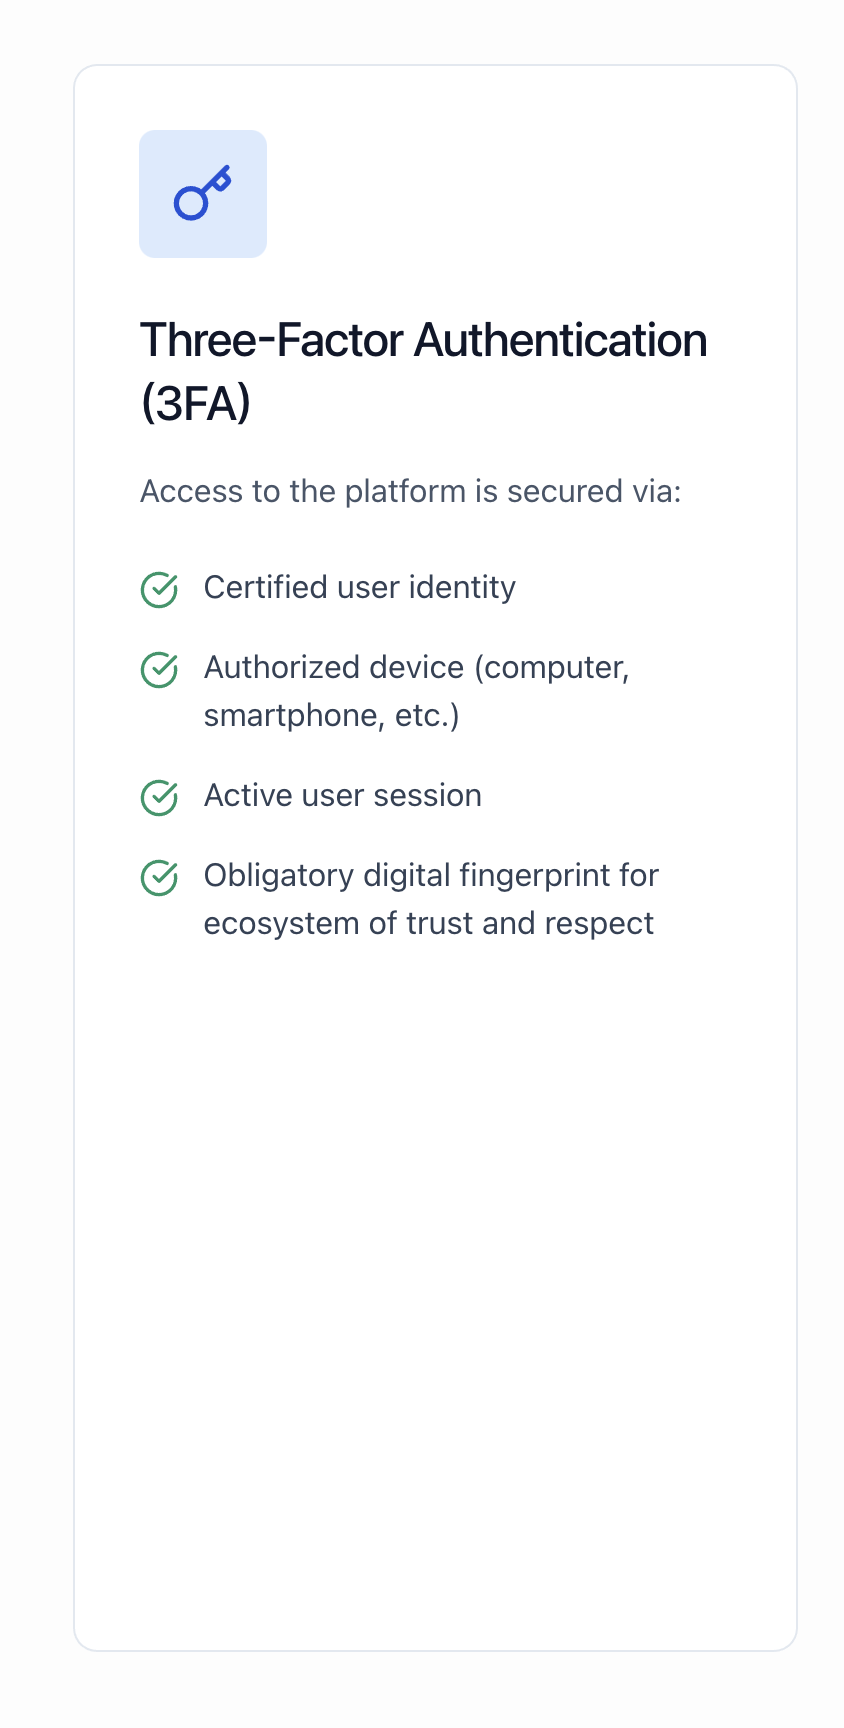 Three-Factor Authentication
(3FA)
Access to the platform is secured via:
Certified user identity
Authorized device (computer,
smartphone, etc.)
Active user session
Obligatory digital fingerprint for
ecosystem of trust and respect